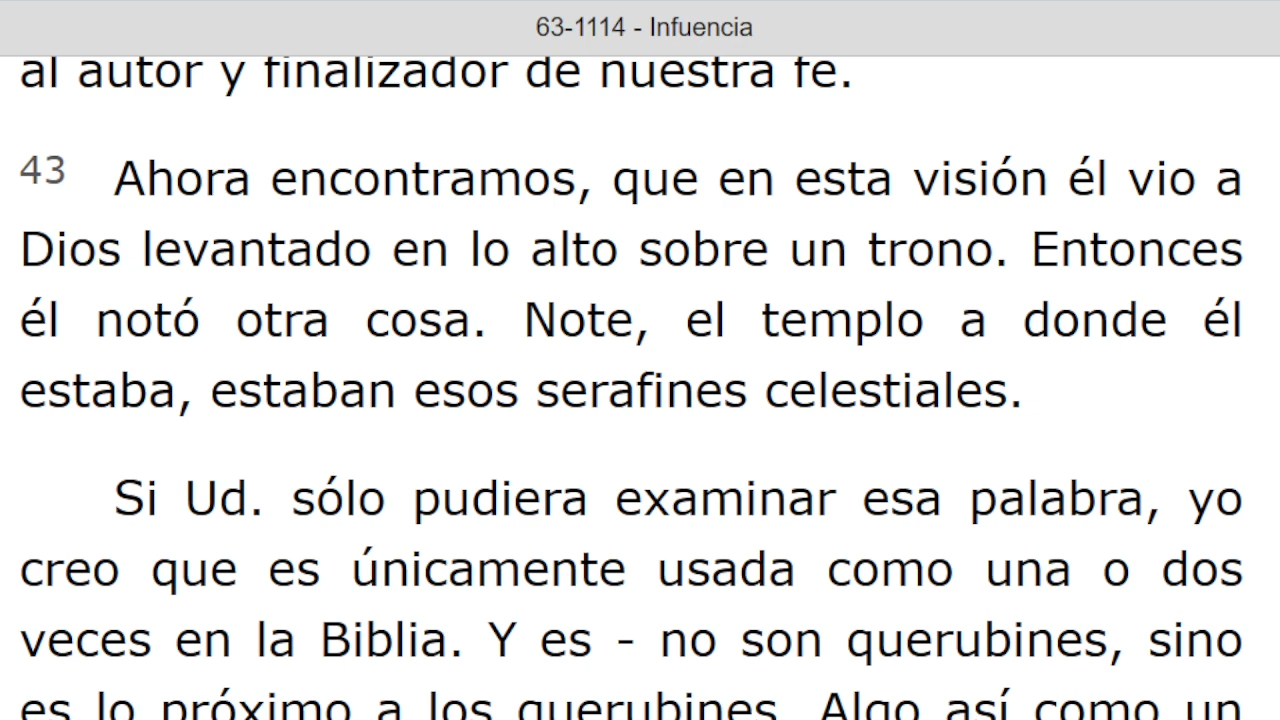 63-1114 - Infuencia
al autor y finalizador de nuestra fe.
43 Ahora encontramos, que en esta visión él vio a
Dios levantado en lo alto sobre un trono. Entonces
él notó otra cosa. Note, el templo a donde él
estaba, estaban esos serafines celestiales.
Si Ud. sólo pudiera examinar esa palabra, yo
creo que es únicamente usada como una o dos
veces en la Biblia. Y es - no son querubines, sino
es lo próximo a los querubines. Algo así como un